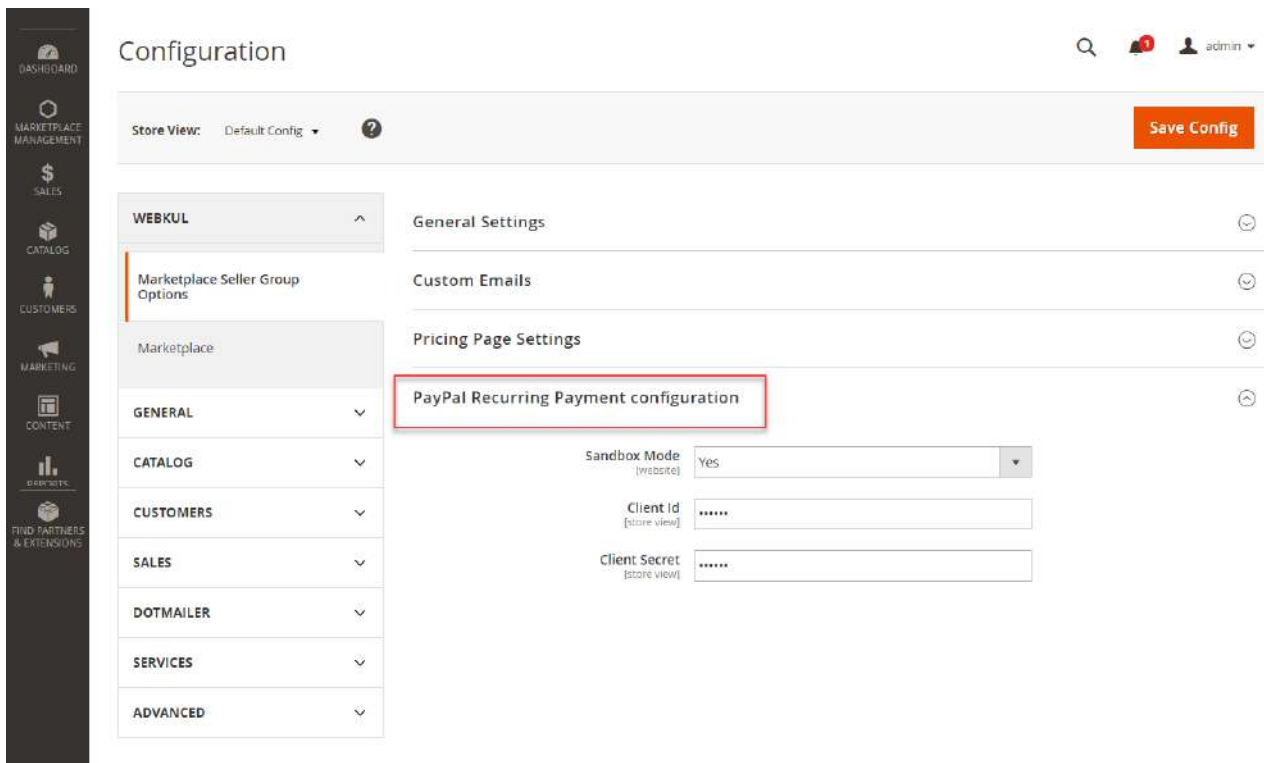 Configuration
1
admin
DASHBOARD
MARKETPLACE
MANAGEMENT
SALES
CATALOG
CUSTOMERS
MARKETING
CONTENT
REPORTS
FIND PARTNERS
& EXTENSIONS
Store View: Default Config
?
Save Config
WEBKUL
Marketplace Seller Group
Options
Marketplace
GENERAL
CATALOG
CUSTOMERS
SALES
DOTMAILER
SERVICES
ADVANCED
General Settings
Custom Emails
Pricing Page Settings
PayPal Recurring Payment configuration
Sandbox Mode
[website]
Yes
Client Id
[store view]
••••••
Client Secret
[store view]
••••••